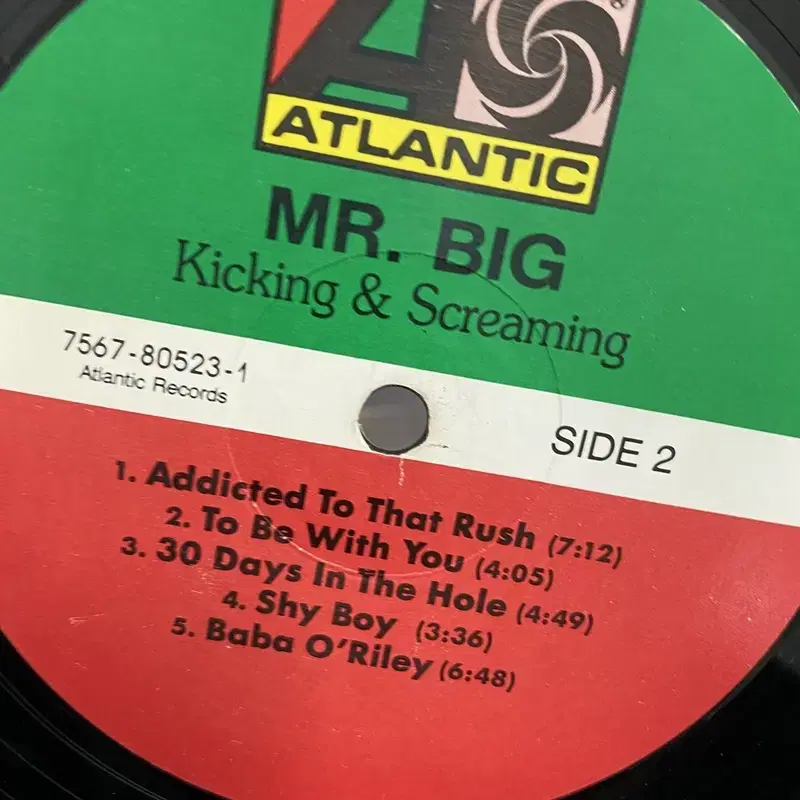 ®
ATLANTIC
MR. BIG
Kicking & Screaming
7567-80523-1
Atlantic Records
SIDE 2
1. Addicted To That Rush (7:12)
2. To Be With You (4:05)
3. 30 Days In The Hole (4:49)
4. Shy Boy (3:36)
5. Baba O'Riley (6:48)